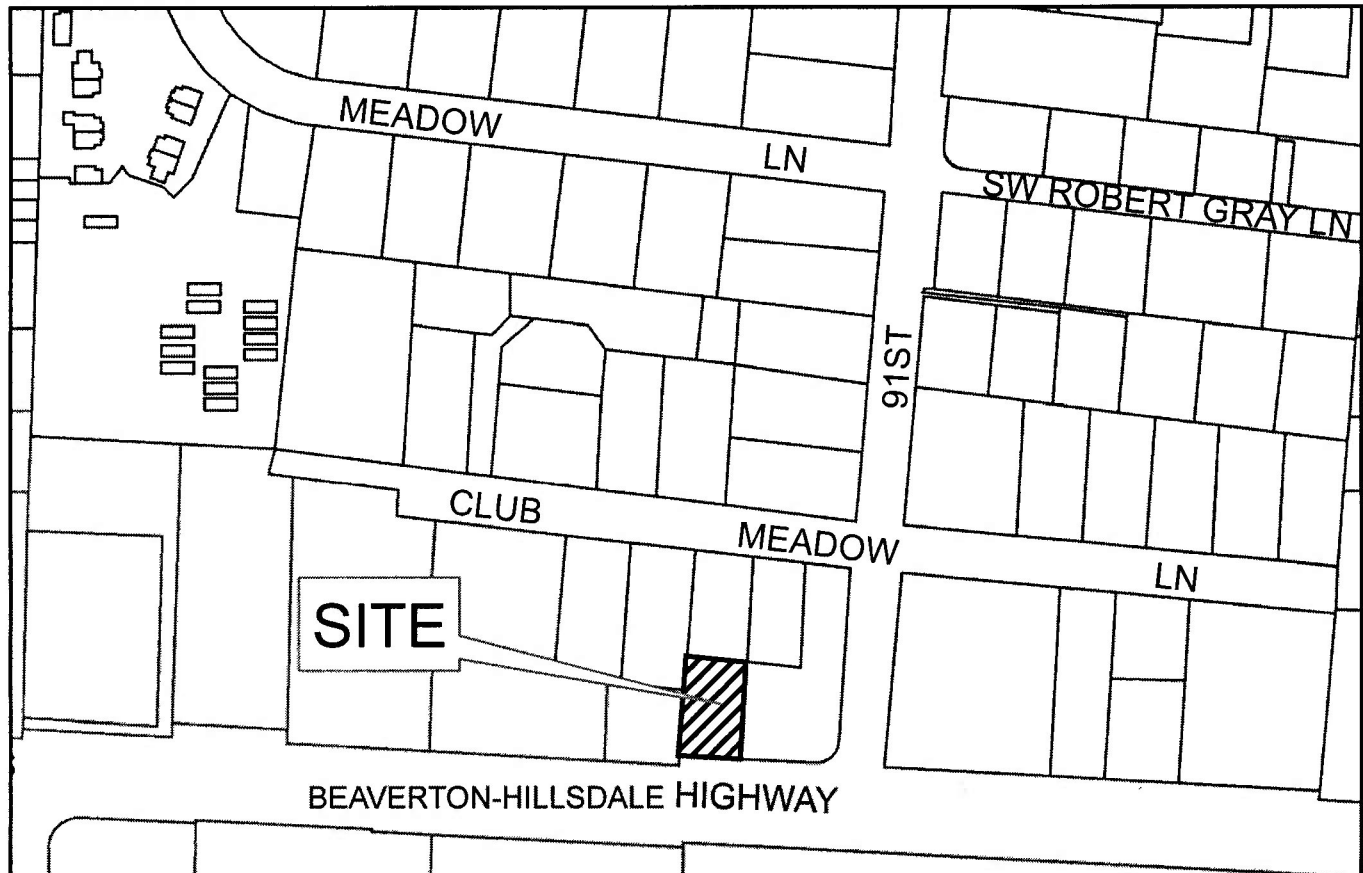 MEADOW LN
SW ROBERT GRAY LN
91ST
CLUB MEADOW LN
SITE
BEAVERTON-HILLSDALE HIGHWAY